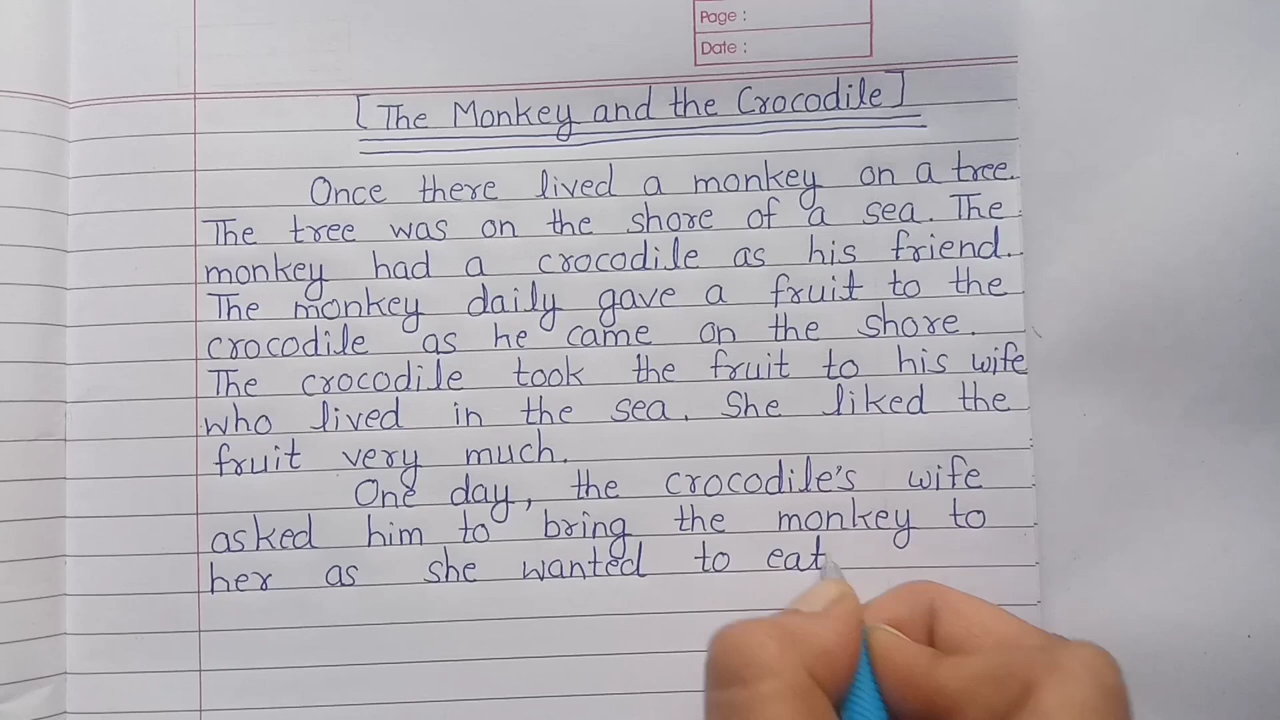 Page :
Date :
[The Monkey and the Crocodile]
Once there lived a monkey on a tree.
The tree was on the shore of a sea. The
monkey had a crocodile as his friend.
The monkey daily gave a fruit to the
crocodile as he came on the shore.
The crocodile took the fruit to his wife
who lived in the sea. She liked the
fruit very much.
One day, the crocodile's wife
asked him to bring the monkey to
her as she wanted to eat